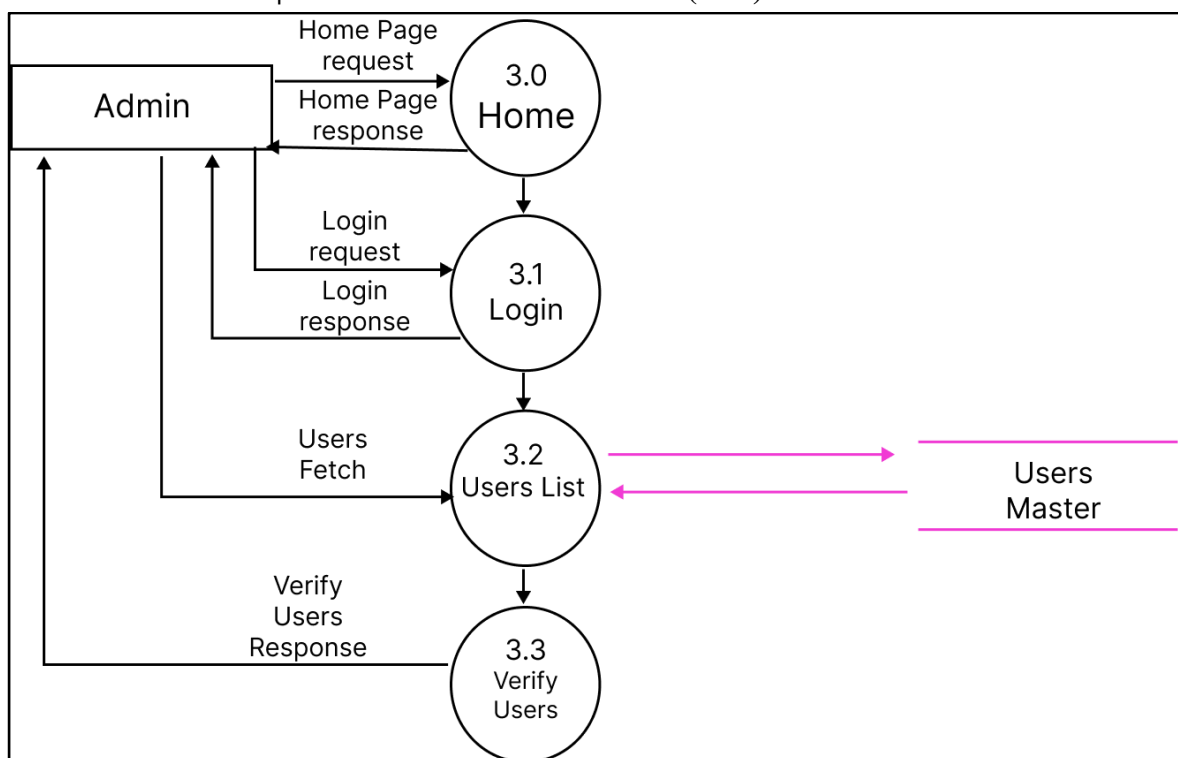 Home Page
request
Admin
3.0
Home
Home Page
response
Login
request
3.1
Login
Login
response
Users
Fetch
3.2
Users List
Users
Master
Verify
Users
Response
3.3
Verify
Users